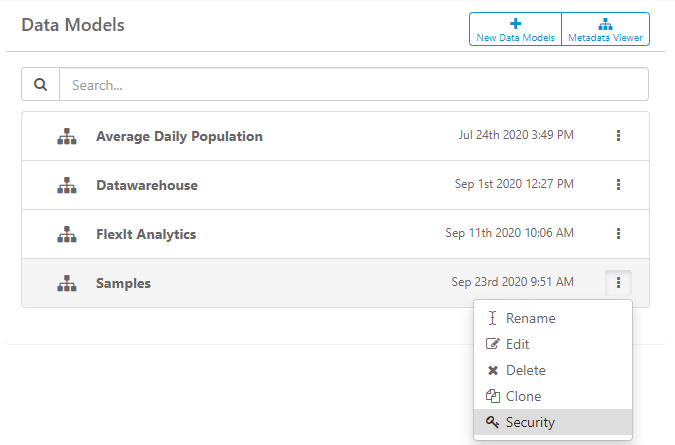 Data Models
New Data Models
Metadata Viewer
Search...
Average Daily Population Jul 24th 2020 3:49 PM
Datawarehouse Sep 1st 2020 12:27 PM
FlexIt Analytics Sep 11th 2020 10:06 AM
Samples Sep 23rd 2020 9:51 AM
Rename
Edit
Delete
Clone
Security